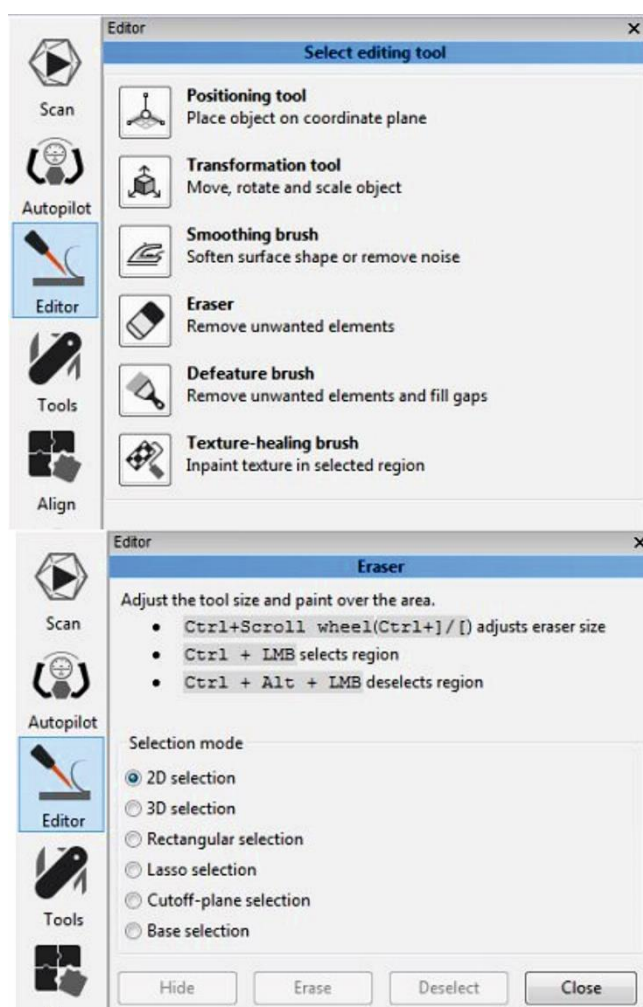 Editor
Select editing tool
Scan
Autopilot
Editor
Tools
Align
Positioning tool
Place object on coordinate plane
Transformation tool
Move, rotate and scale object
Smoothing brush
Soften surface shape or remove noise
Eraser
Remove unwanted elements
Defeature brush
Remove unwanted elements and fill gaps
Texture-healing brush
Inpaint texture in selected region
Editor
Eraser
Scan
Autopilot
Editor
Tools
Adjust the tool size and paint over the area.
• Ctrl+Scroll wheel(Ctrl+]/[) adjusts eraser size
• Ctrl + LMB selects region
• Ctrl + Alt + LMB deselects region
Selection mode
2D selection
3D selection
Rectangular selection
Lasso selection
Cutoff-plane selection
Base selection
Hide Erase Deselect Close